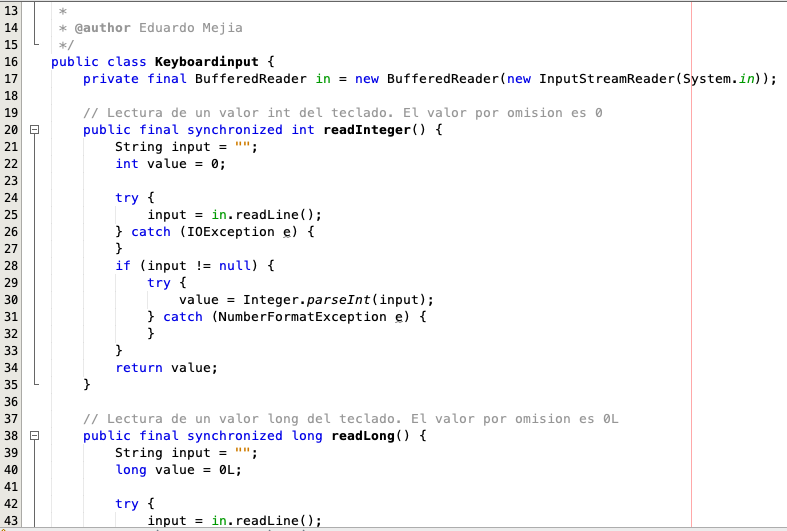 13 *
14 * @author Eduardo Mejia
15 */
16 public class Keyboardinput {
17 private final BufferedReader in = new BufferedReader(new InputStreamReader(System.in));
18
19 // Lectura de un valor int del teclado. El valor por omision es 0
20 public final synchronized int readInteger() {
21 String input = "";
22 int value = 0;
23
24 try {
25 input = in.readLine();
26 } catch (IOException e) {
27 }
28 if (input != null) {
29 try {
30 value = Integer.parseInt(input);
31 } catch (NumberFormatException e) {
32 }
33 }
34 return value;
35 }
36
37 // Lectura de un valor long del teclado. El valor por omision es 0L
38 public final synchronized long readLong() {
39 String input = "";
40 long value = 0L;
41
42 try {
43 input = in.readLine();